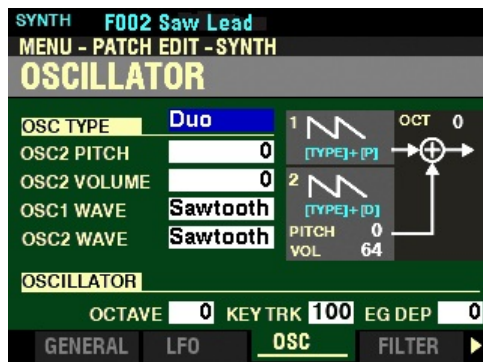 SYNTH F002 Saw Lead
MENU - PATCH EDIT - SYNTH
OSCILLATOR
OSC TYPE Duo
OSC2 PITCH 0
OSC2 VOLUME 0
OSC1 WAVE Sawtooth
OSC2 WAVE Sawtooth
1 OCT 0
[TYPE]+[P]
2
[TYPE]+[D]
PITCH 0
VOL 64
OSCILLATOR
OCTAVE 0 KEY TRK 100 EG DEP 0
GENERAL LFO OSC FILTER